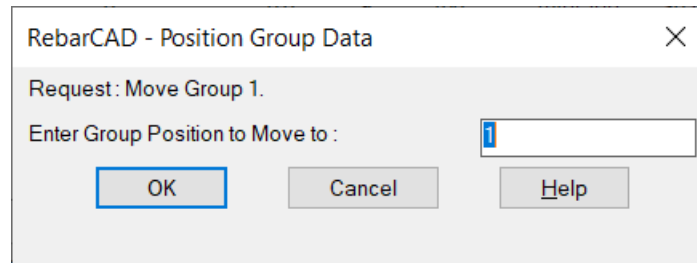 RebarCAD - Position Group Data
Request : Move Group 1.
Enter Group Position to Move to :
1
OK
Cancel
Help